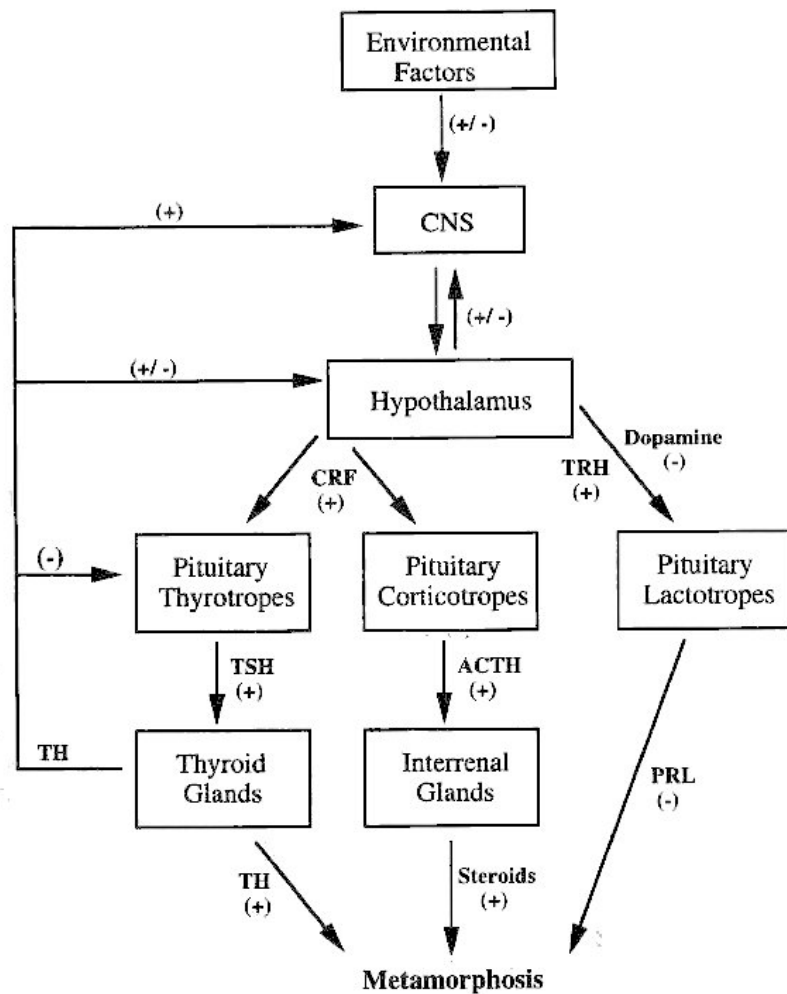 Environmental
Factors
(+/ -)
(+)
CNS
(+/ -)
(+/ -)
Hypothalamus
Dopamine
(-)
TRH
(+)
CRF
(+)
(-)
Pituitary
Thyrotropes
Pituitary
Corticotropes
Pituitary
Lactotropes
TSH
(+)
ACTH
(+)
TH
Thyroid
Glands
Interrenal
Glands
PRL
(-)
TH
(+)
Steroids
(+)
Metamorphosis